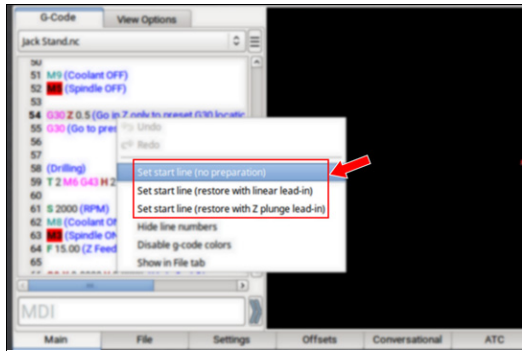 G-Code View Options
Jack Stand.nc
50
51 M9 (Coolant OFF)
52 M5 (Spindle OFF)
53
54 G30 Z 0.5 (Go in Z only to preset G30 locatic
55 G30 (Go to pres
56
57
58 (Drilling)
59 T 2 M6 G43 H 2
60
61 S 2000 (RPM)
62 M8 (Coolant O
63 (Spindle ON
64 F 15.00 (Z Feed
65
Undo
Redo
Set start line (no preparation)
Set start line (restore with linear lead-in)
Set start line (restore with Z plunge lead-in)
Hide line numbers
Disable g-code colors
Show in File tab
MDI
Main File Settings Offsets Conversational ATC